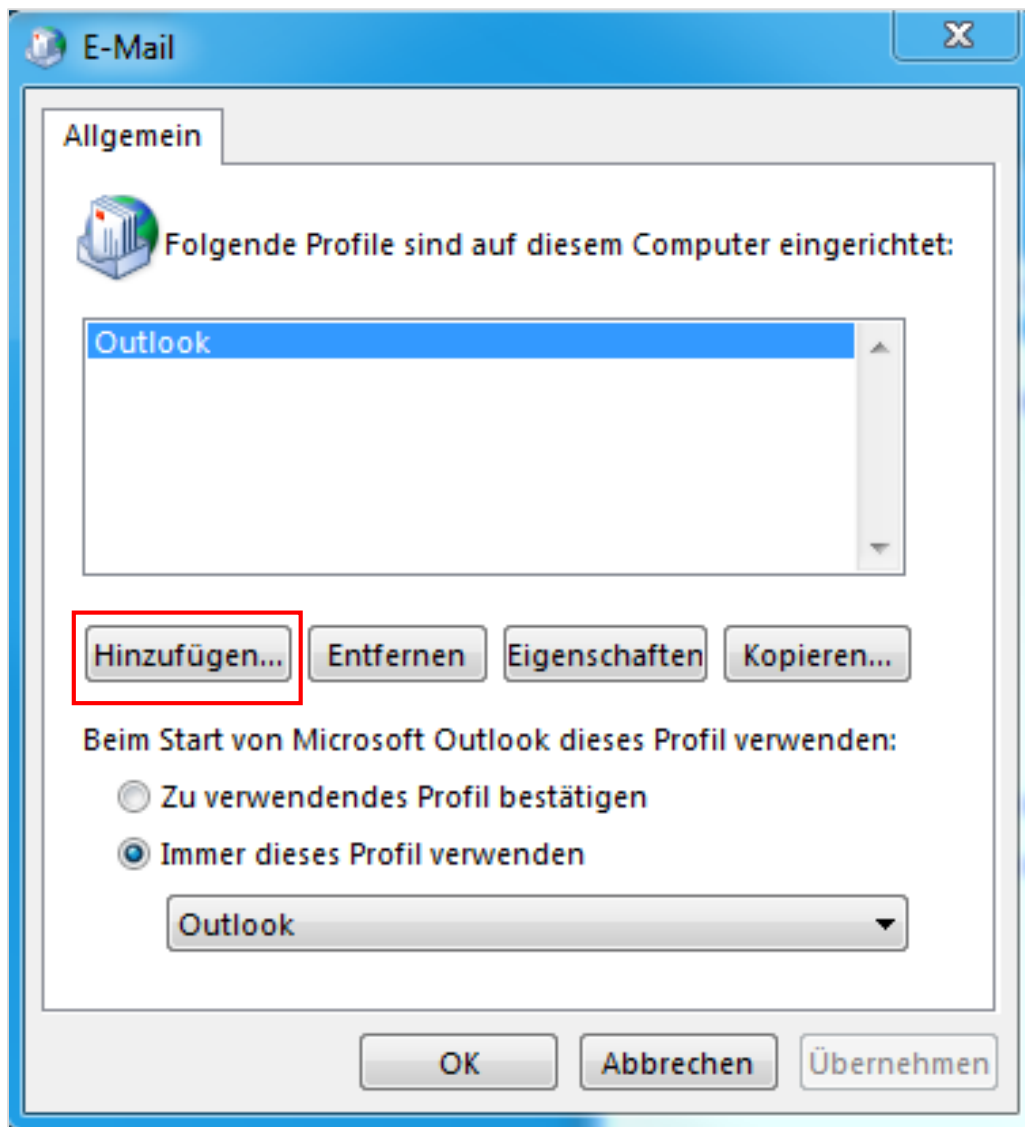 E-Mail
Allgemein
Folgende Profile sind auf diesem Computer eingerichtet:
Outlook
Hinzufügen... Entfernen Eigenschaften Kopieren...
Beim Start von Microsoft Outlook dieses Profil verwenden:
Zu verwendendes Profil bestätigen
Immer dieses Profil verwenden
Outlook
OK Abbrechen Übernehmen